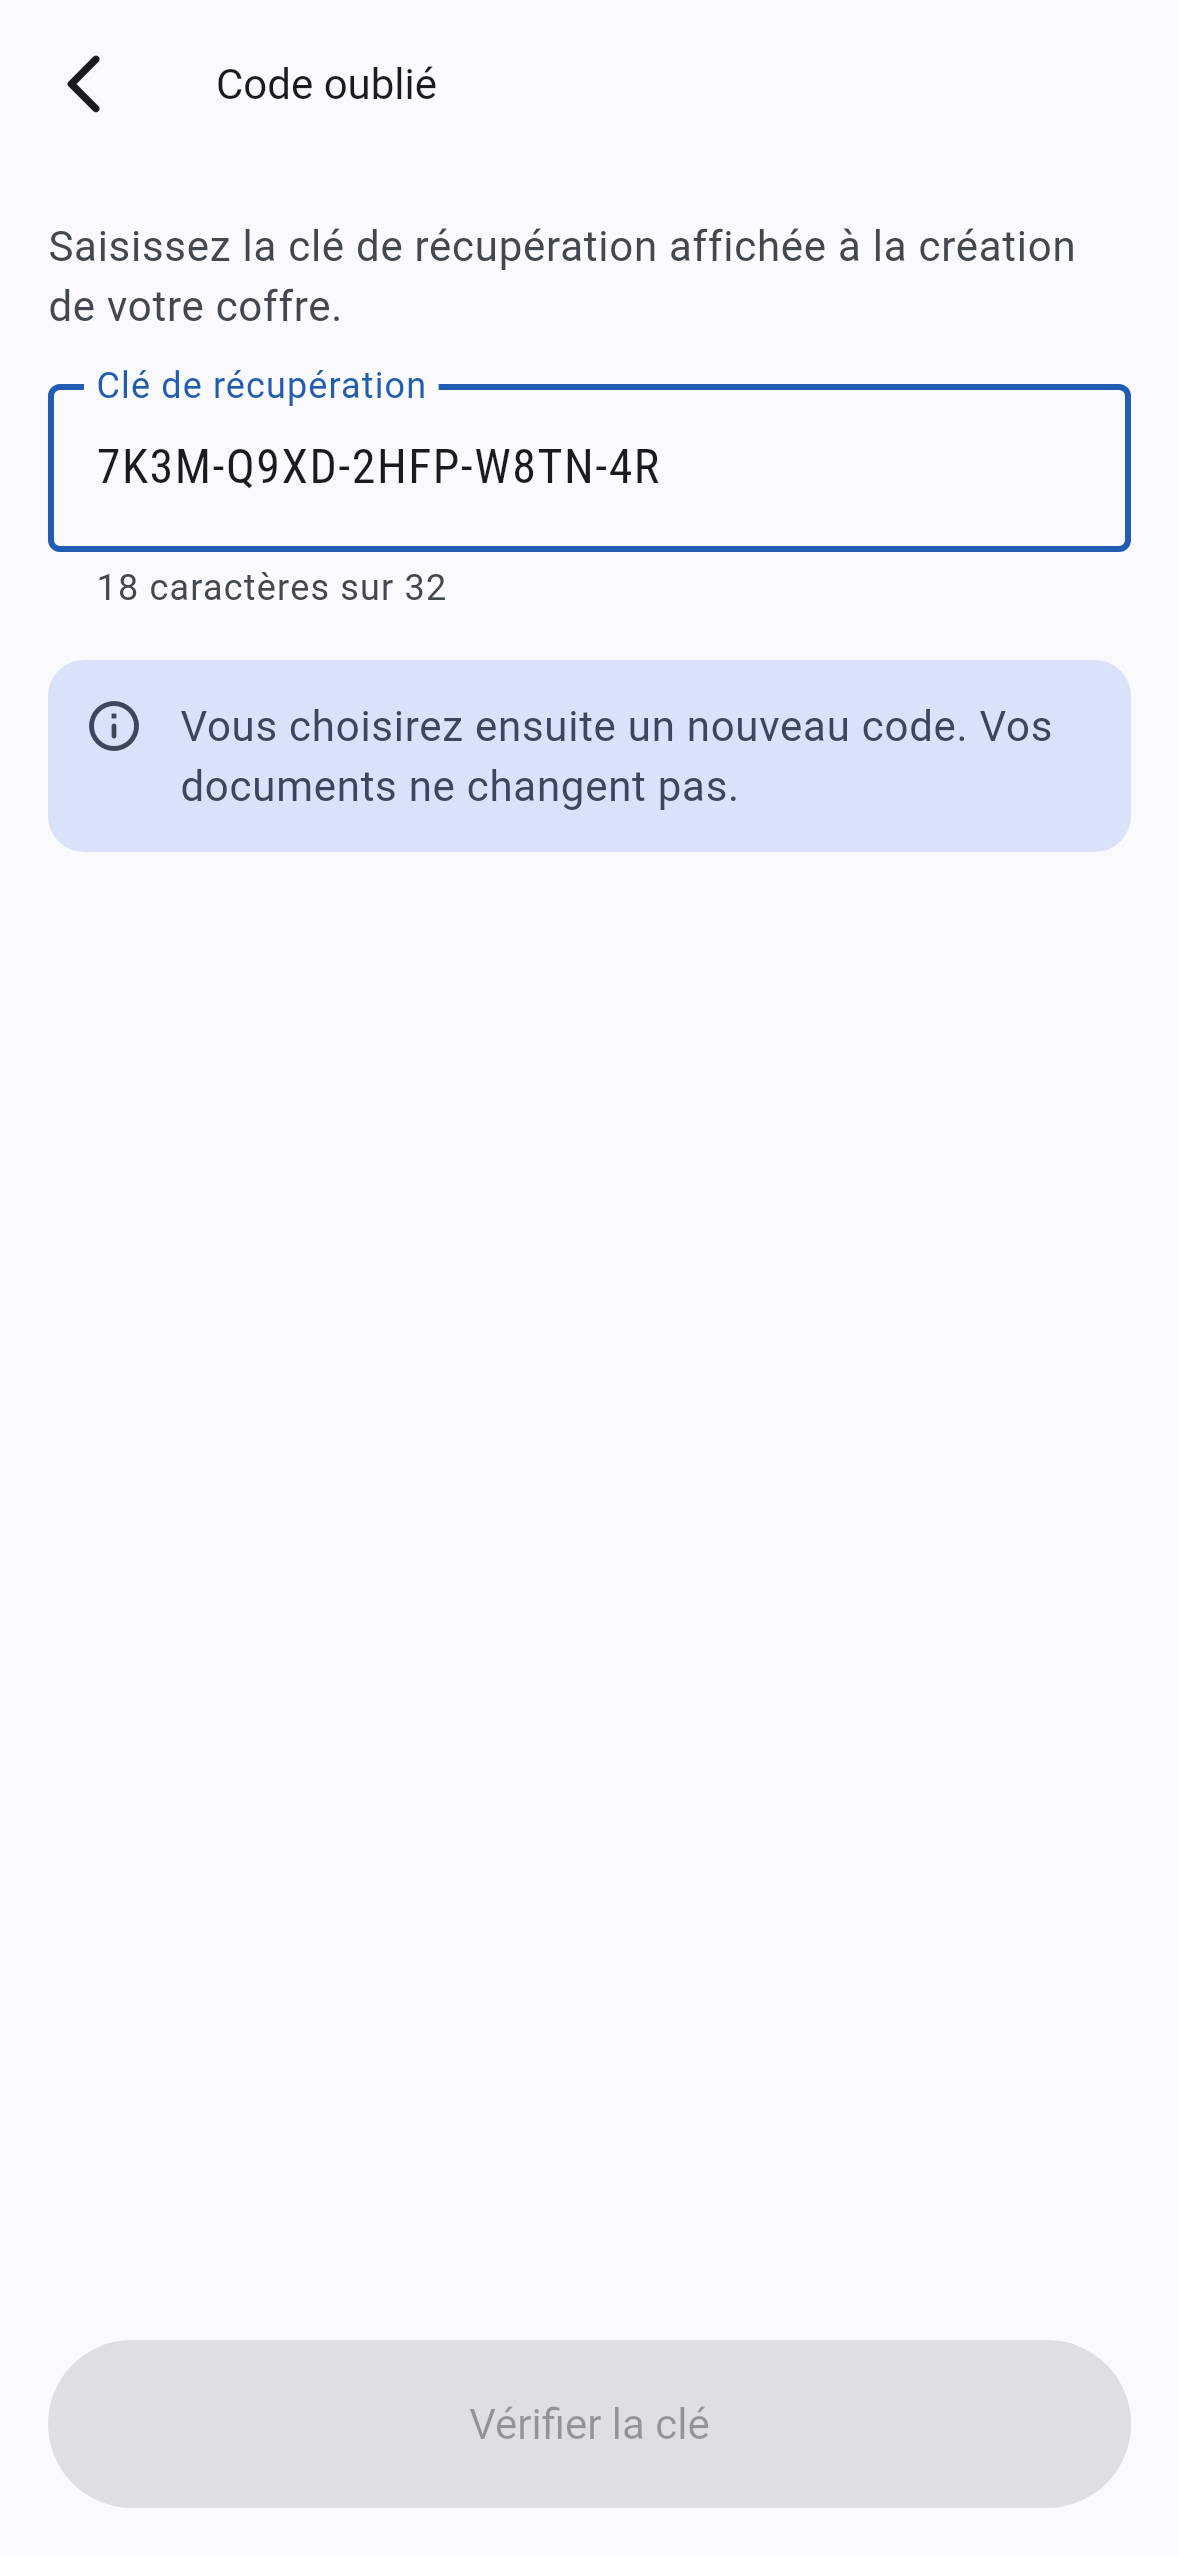 Code oublié
Saisissez la clé de récupération affichée à la création
de votre coffre.
Clé de récupération
7K3M-Q9XD-2HFP-W8TN-4R
18 caractères sur 32
Vous choisirez ensuite un nouveau code. Vos
documents ne changent pas.
Vérifier la clé